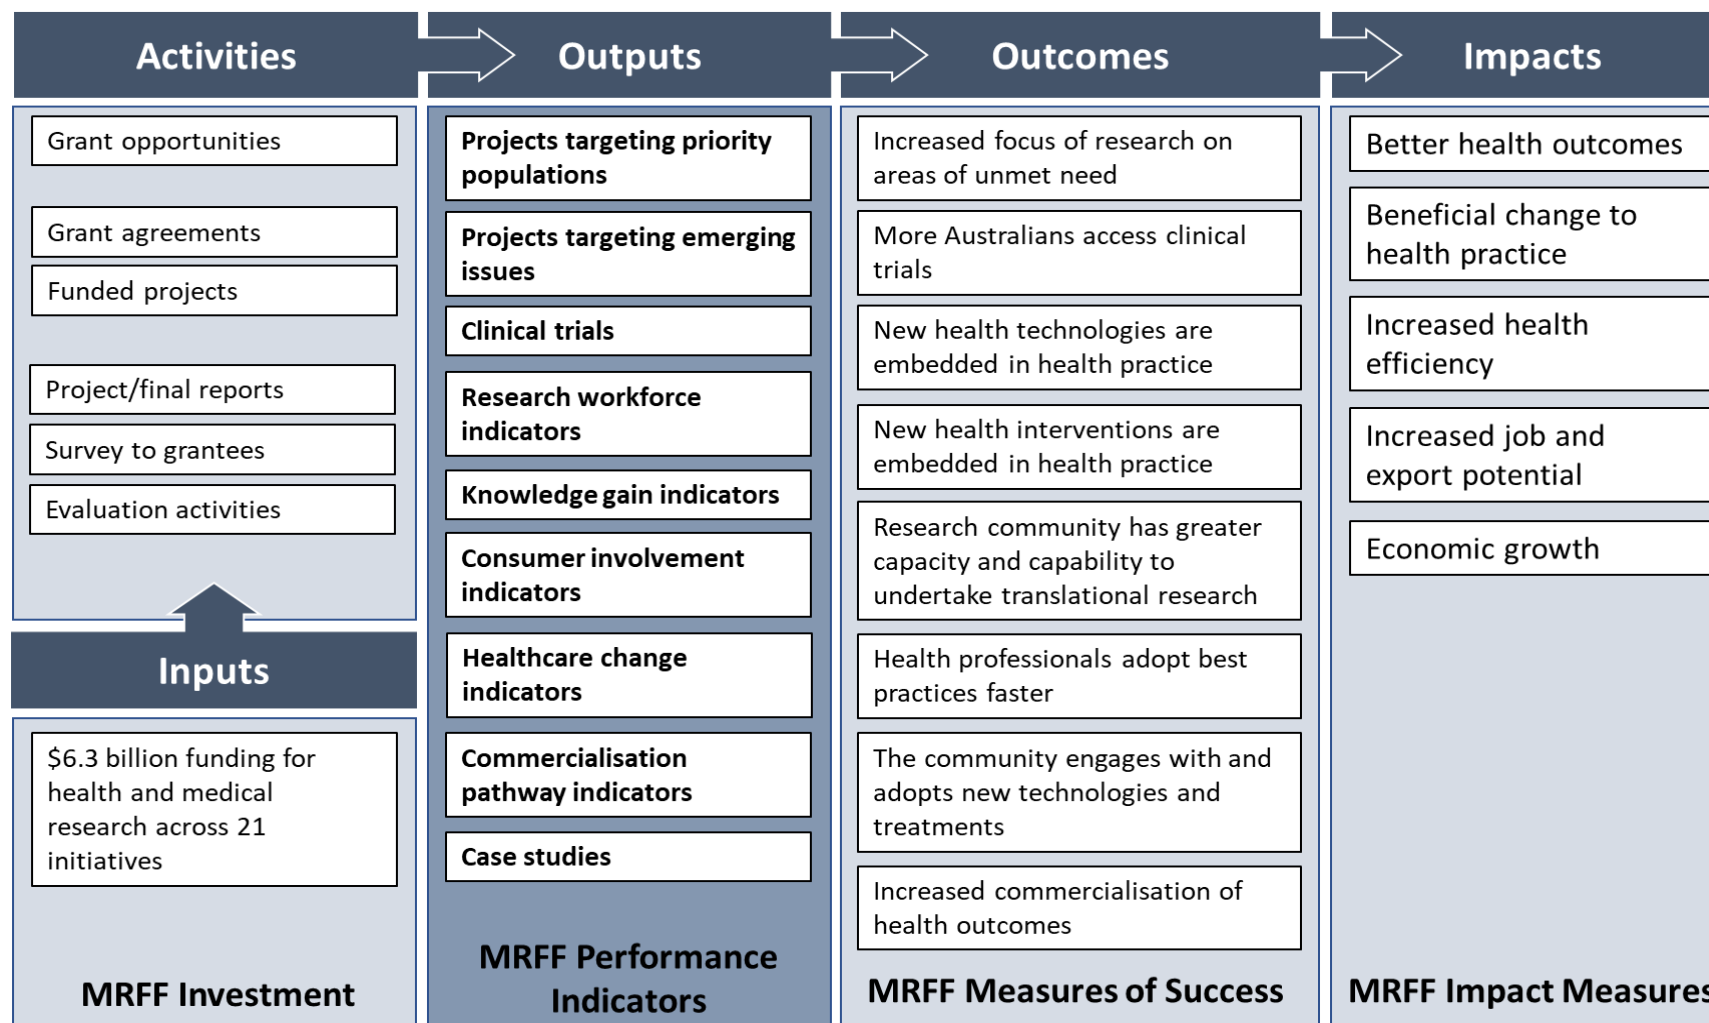 Activities
Grant opportunities
Grant agreements
Funded projects
Project/final reports
Survey to grantees
Evaluation activities
Inputs
$6.3 billion funding for
health and medical
research across 21
initiatives
MRFF Investment
Outputs
Projects targeting priority
populations
Projects targeting emerging
issues
Clinical trials
Research workforce
indicators
Knowledge gain indicators
Consumer involvement
indicators
Healthcare change
indicators
Commercialisation
pathway indicators
Case studies
MRFF Performance
Indicators
Outcomes
Increased focus of research on
areas of unmet need
More Australians access clinical
trials
New health technologies are
embedded in health practice
New health interventions are
embedded in health practice
Research community has greater
capacity and capability to
undertake translational research
Health professionals adopt best
practices faster
The community engages with and
adopts new technologies and
treatments
Increased commercialisation of
health outcomes
MRFF Measures of Success
Impacts
Better health outcomes
Beneficial change to
health practice
Increased health
efficiency
Increased job and
export potential
Economic growth
MRFF Impact Measures